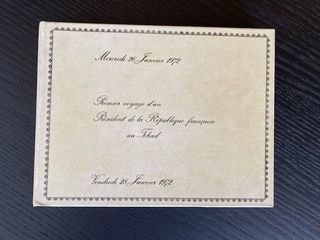 Mercredi 26 Janvier 1972
Premier voyage d'un
Président de la République française
au Tchad
Vendredi 28 Janvier 1972